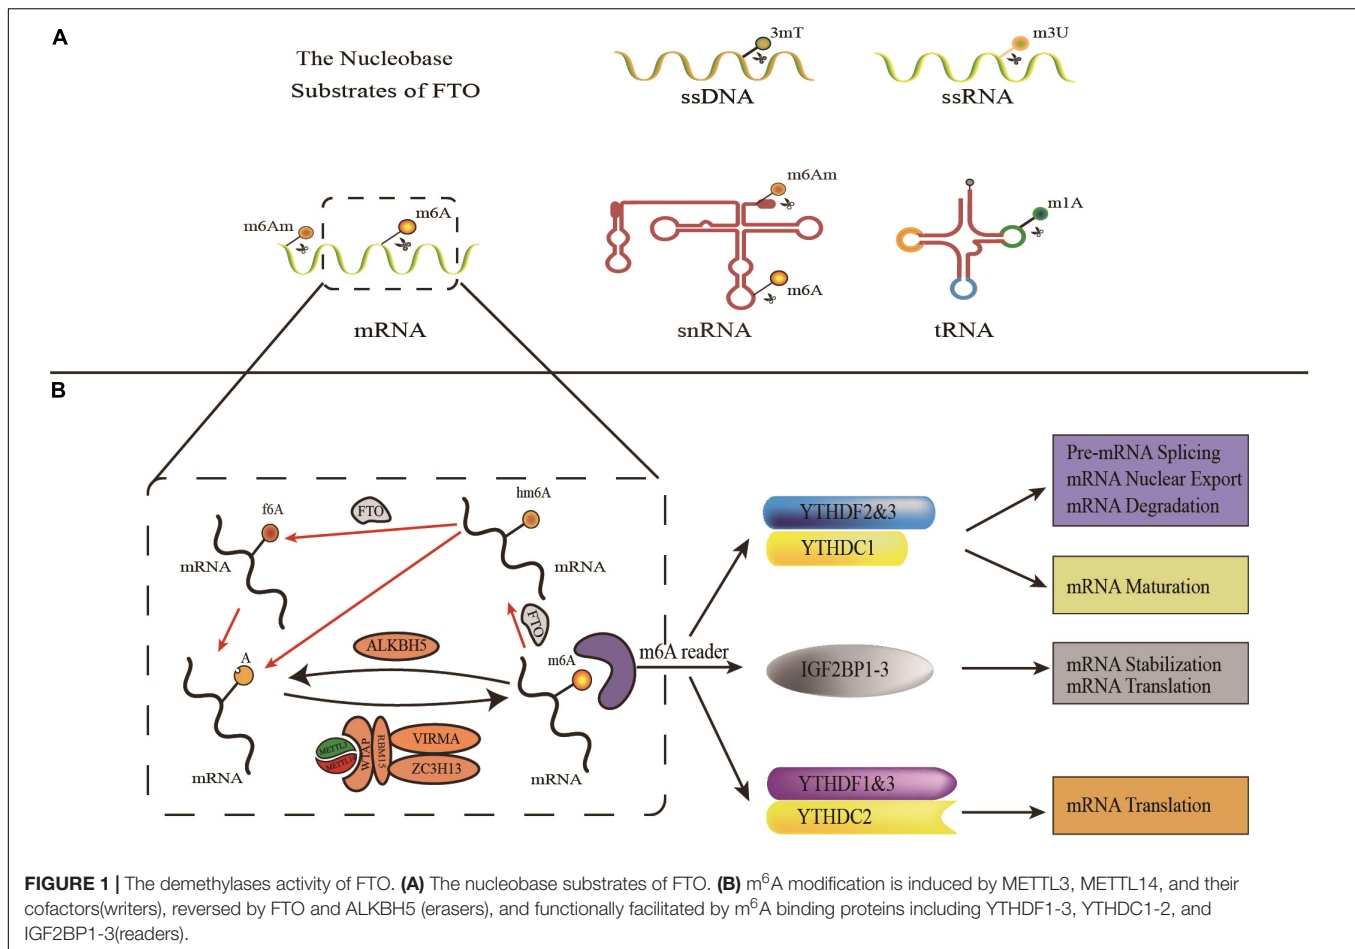 A
The Nucleobase
Substrates of FTO
3mT
ssDNA
m3U
ssRNA
m6Am
m6A
mRNA
m6Am
m6A
snRNA
m1A
tRNA
B
f6A
mRNA
FTO
hm6A
mRNA
FTO
A
mRNA
ALKBH5
m6A
mRNA
METTL3
METTL14
WTAP
RBM15
VIRMA
ZC3H13
m6A reader
YTHDF2&3
YTHDC1
IGF2BP1-3
YTHDF1&3
YTHDC2
Pre-mRNA Splicing
mRNA Nuclear Export
mRNA Degradation
mRNA Maturation
mRNA Stabilization
mRNA Translation
mRNA Translation
FIGURE 1 | The demethylases activity of FTO. (A) The nucleobase substrates of FTO. (B) m⁶A modification is induced by METTL3, METTL14, and their
cofactors(writers), reversed by FTO and ALKBH5 (erasers), and functionally facilitated by m⁶A binding proteins including YTHDF1-3, YTHDC1-2, and
IGF2BP1-3(readers).